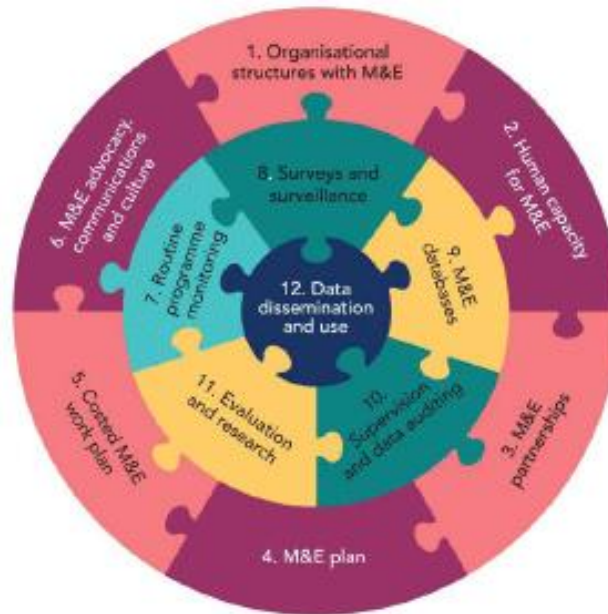 1. Organisational
structures with M&E
2. Human capacity
for M&E
3. M&E
partnerships
4. M&E plan
5. Costed M&E
work plan
6. M&E advocacy,
communications
and culture
7. Routine
programme
monitoring
8. Surveys and
surveillance
9. M&E
databases
10.
Supervision
and data auditing
11. Evaluation
and research
12. Data
dissemination
and use